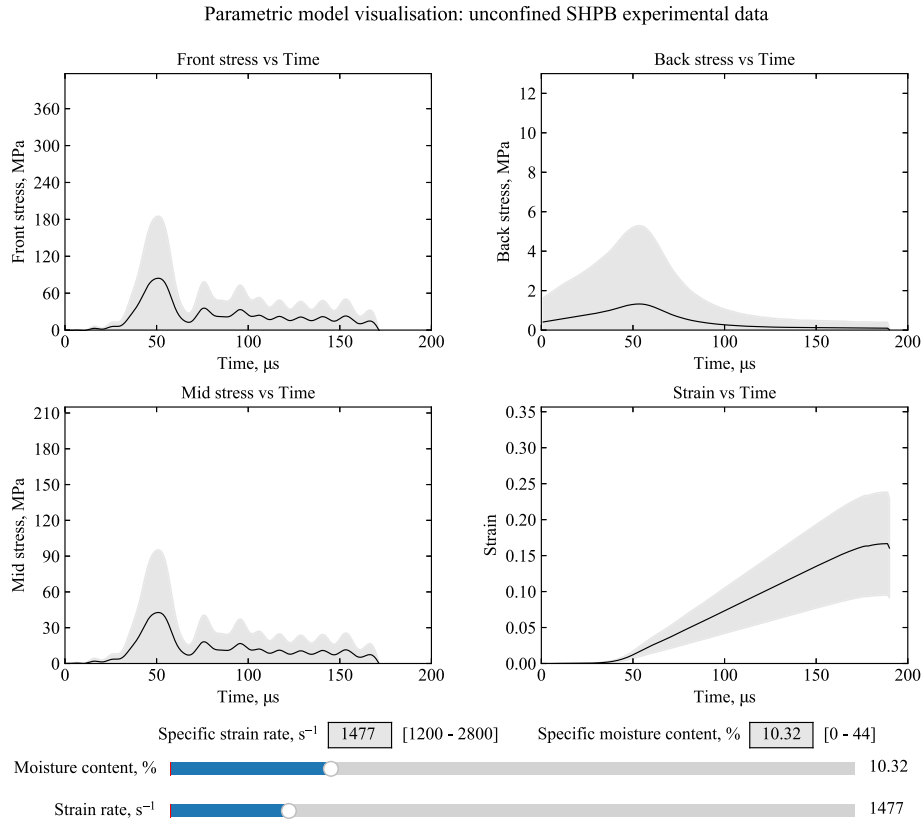 Parametric model visualisation: unconfined SHPB experimental data
Front stress vs Time
Front stress, MPa
360
300
240
180
120
60
0
0 50 100 150 200
Time, μs
Back stress vs Time
Back stress, MPa
12
10
8
6
4
2
0
0 50 100 150 200
Time, μs
Mid stress vs Time
Mid stress, MPa
210
180
150
120
90
60
30
0
0 50 100 150 200
Time, μs
Strain vs Time
Strain
0.35
0.30
0.25
0.20
0.15
0.10
0.05
0.00
0 50 100 150 200
Time, μs
Specific strain rate, s⁻¹ 1477 [1200 - 2800] Specific moisture content, % 10.32 [0 - 44]
Moisture content, % 10.32
Strain rate, s⁻¹ 1477